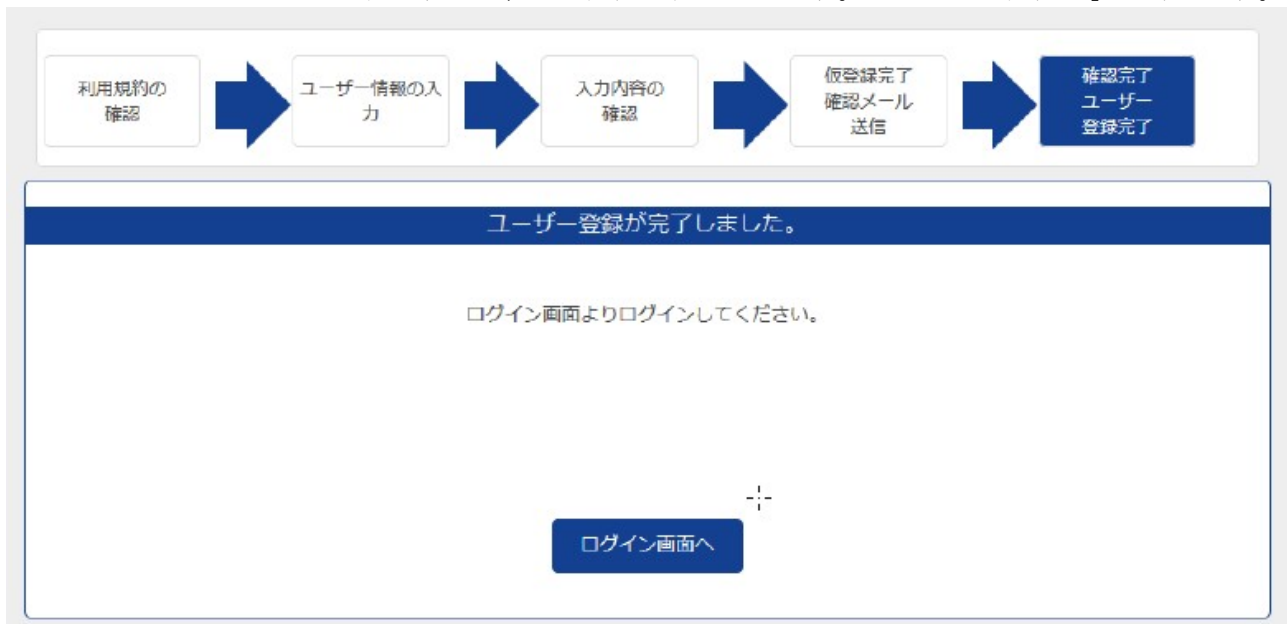 利用規約の
確認
ユーザー情報の入
力
入力内容の
確認
仮登録完了
確認メール
送信
確認完了
ユーザー
登録完了
ユーザー登録が完了しました。
ログイン画面よりログインしてください。
ログイン画面へ